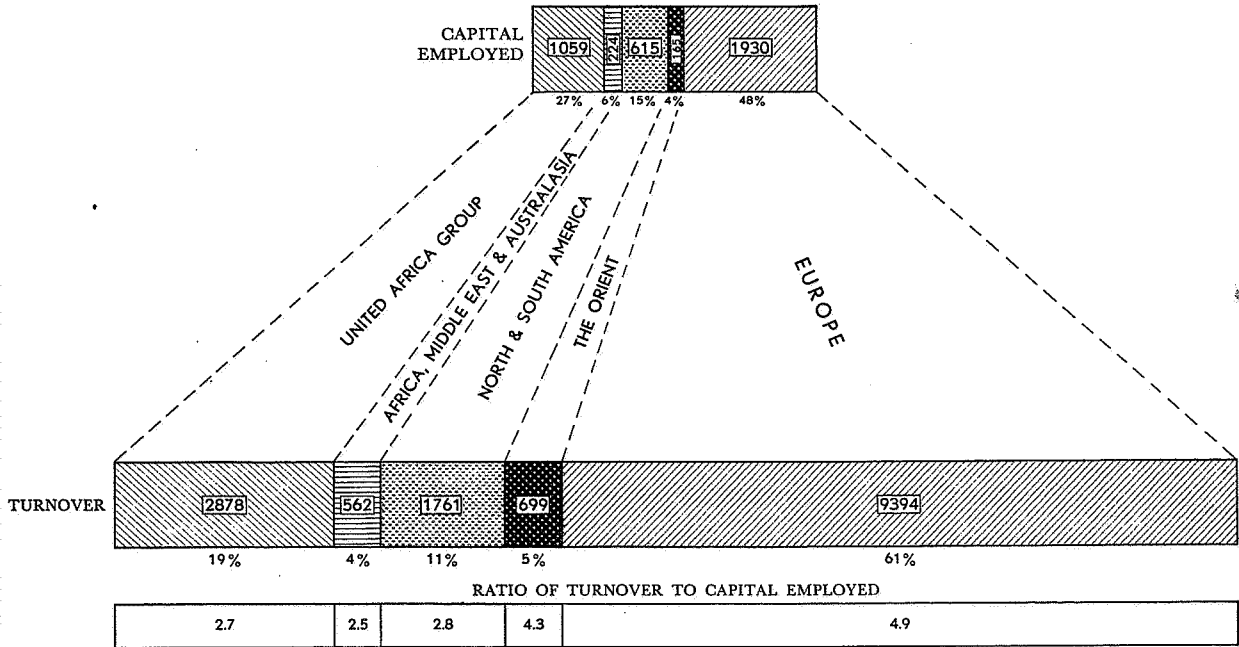 CAPITAL
EMPLOYED
1059 224 615 165 1930
27% 6% 15% 4% 48%
UNITED AFRICA GROUP
AFRICA, MIDDLE EAST & AUSTRALASIA
NORTH & SOUTH AMERICA
THE ORIENT
EUROPE
TURNOVER
2878 562 1761 699 9394
19% 4% 11% 5% 61%
RATIO OF TURNOVER TO CAPITAL EMPLOYED
2.7 2.5 2.8 4.3 4.9